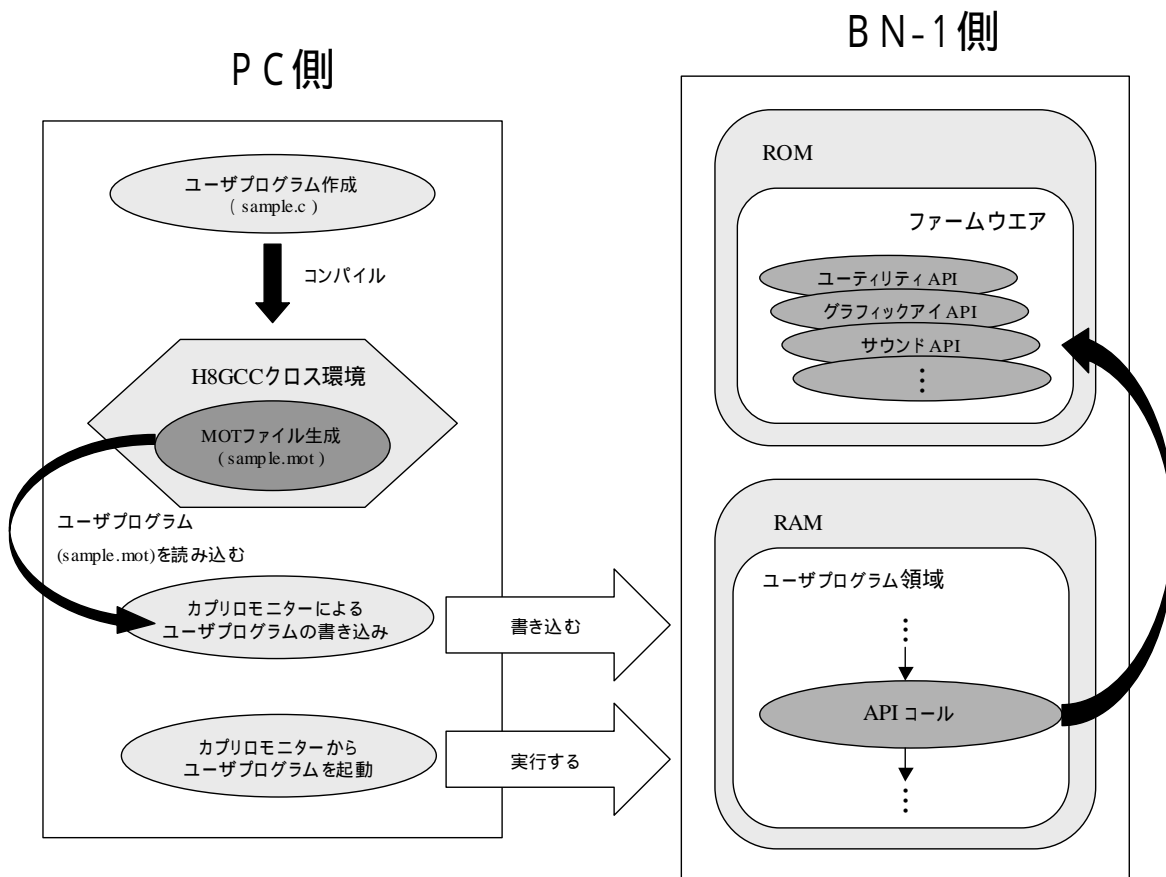 PC側
ユーザプログラム作成
( sample.c )
コンパイル
H8GCCクロス環境
MOTファイル生成
( sample.mot )
ユーザプログラム
(sample.mot)を読み込む
カプリロモニターによる
ユーザプログラムの書き込み
カプリロモニターから
ユーザプログラムを起動
書き込む
実行する
BN-1側
ROM
ファームウエア
ユーティリティ API
グラフィックアイ API
サウンド API
⋮
RAM
ユーザプログラム領域
⋮
API コール
⋮